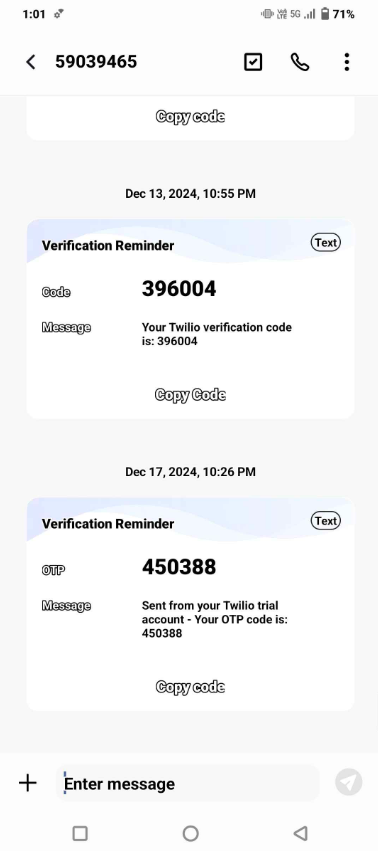 1:01
5G
71%
59039465
Copy code
Dec 13, 2024, 10:55 PM
Verification Reminder
Text
Code
396004
Message
Your Twilio verification code
is: 396004
Copy Code
Dec 17, 2024, 10:26 PM
Verification Reminder
Text
OTP
450388
Message
Sent from your Twilio trial
account - Your OTP code is:
450388
Copy code
Enter message